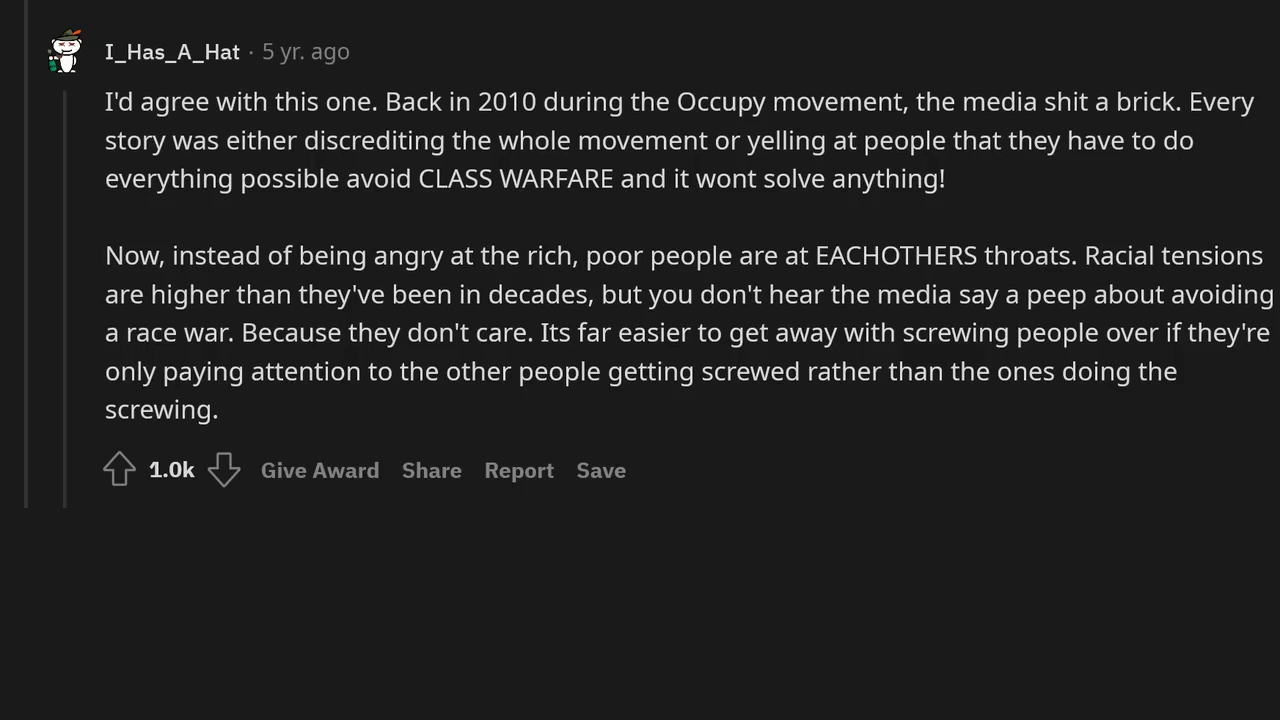 I_Has_A_Hat · 5 yr. ago
I'd agree with this one. Back in 2010 during the Occupy movement, the media shit a brick. Every
story was either discrediting the whole movement or yelling at people that they have to do
everything possible avoid CLASS WARFARE and it wont solve anything!
Now, instead of being angry at the rich, poor people are at EACHOTHERS throats. Racial tensions
are higher than they've been in decades, but you don't hear the media say a peep about avoiding
a race war. Because they don't care. Its far easier to get away with screwing people over if they're
only paying attention to the other people getting screwed rather than the ones doing the
screwing.
1.0k Give Award Share Report Save